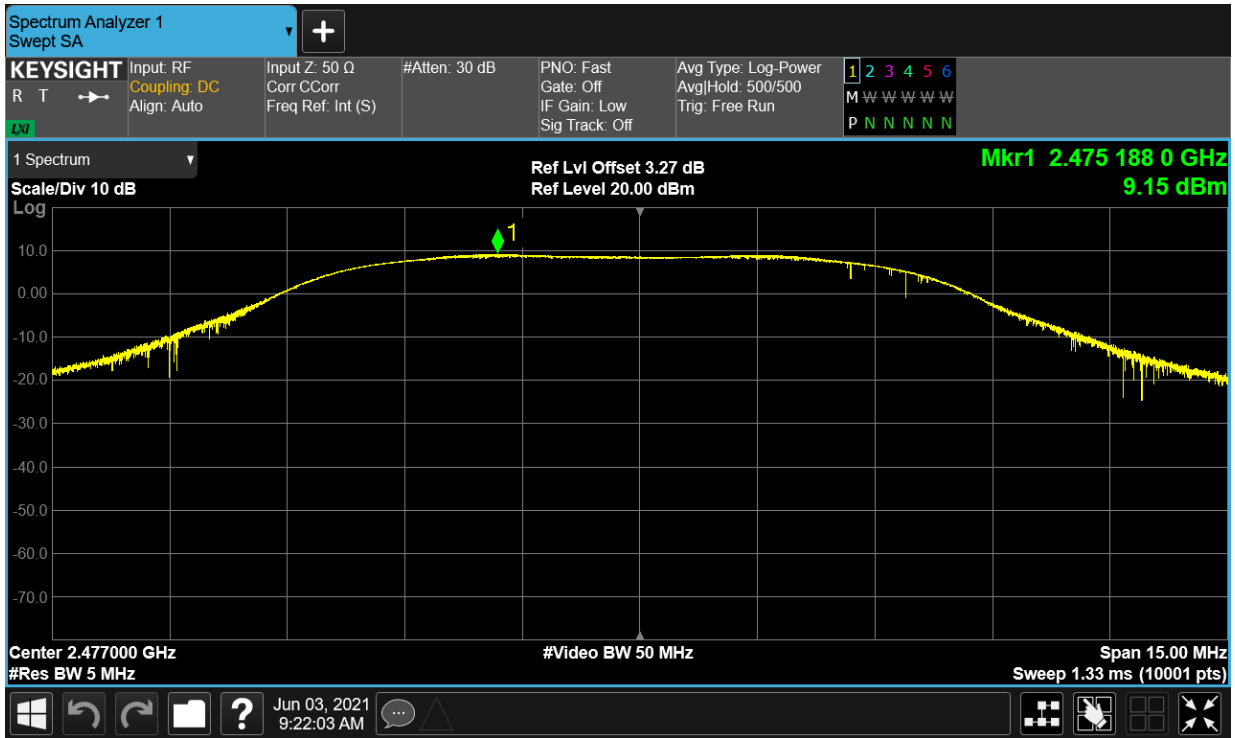 Spectrum Analyzer 1
Swept SA
KEYSIGHT
R T
LXI
Input: RF
Coupling: DC
Align: Auto
Input Z: 50 Ω
Corr CCorr
Freq Ref: Int (S)
#Atten: 30 dB
PNO: Fast
Gate: Off
IF Gain: Low
Sig Track: Off
Avg Type: Log-Power
Avg|Hold: 500/500
Trig: Free Run
1 2 3 4 5 6
M W W W W W
P N N N N N
1 Spectrum
Scale/Div 10 dB
Log
Ref Lvl Offset 3.27 dB
Ref Level 20.00 dBm
Mkr1 2.475 188 0 GHz
9.15 dBm
1
10.0
0.00
-10.0
-20.0
-30.0
-40.0
-50.0
-60.0
-70.0
Center 2.477000 GHz
#Res BW 5 MHz
#Video BW 50 MHz
Span 15.00 MHz
Sweep 1.33 ms (10001 pts)
?
Jun 03, 2021
9:22:03 AM